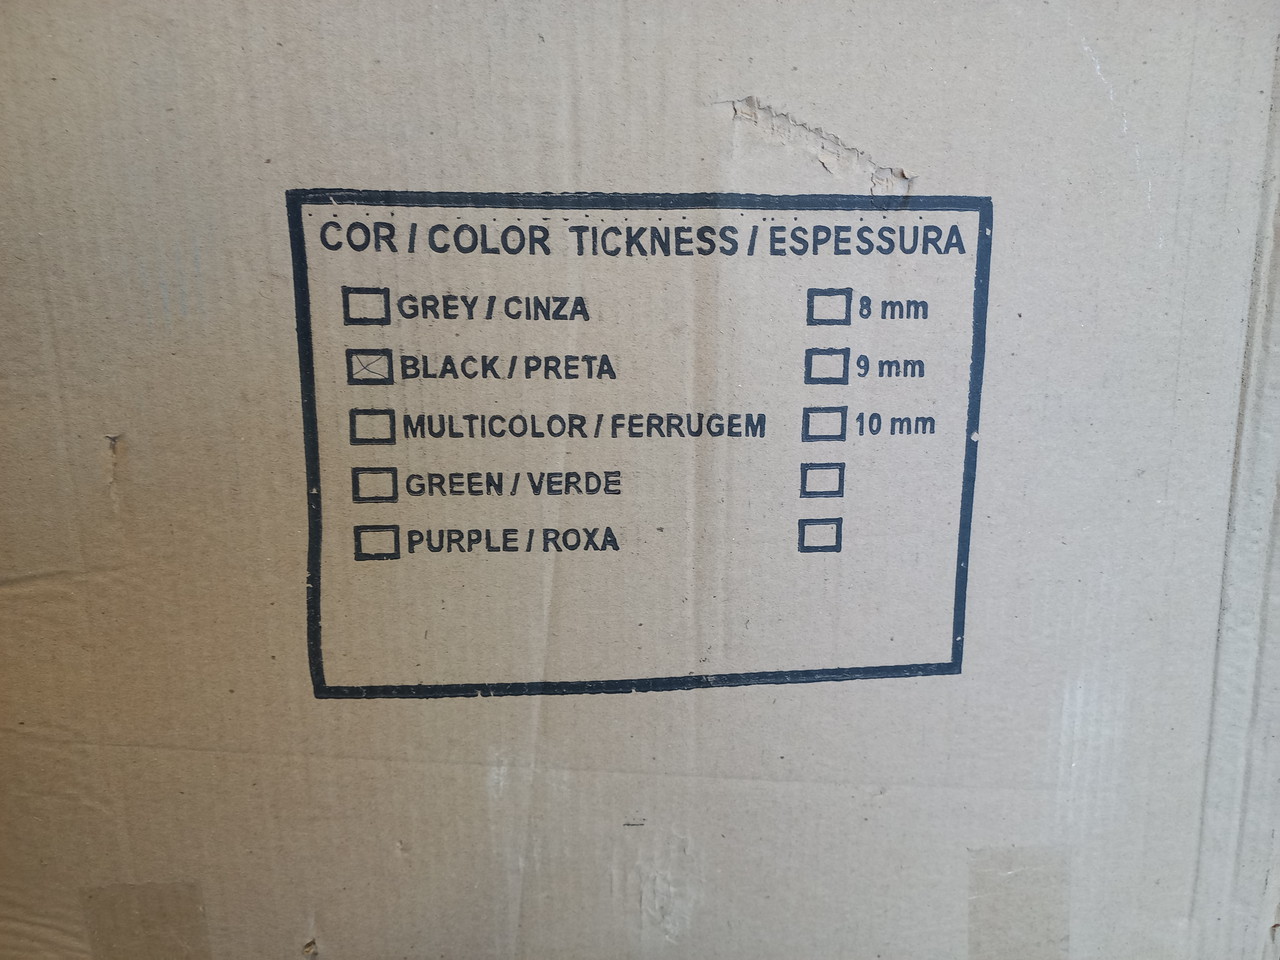 COR / COLOR TICKNESS / ESPESSURA
GREY / CINZA 8 mm
BLACK / PRETA 9 mm
MULTICOLOR / FERRUGEM 10 mm
GREEN / VERDE
PURPLE / ROXA